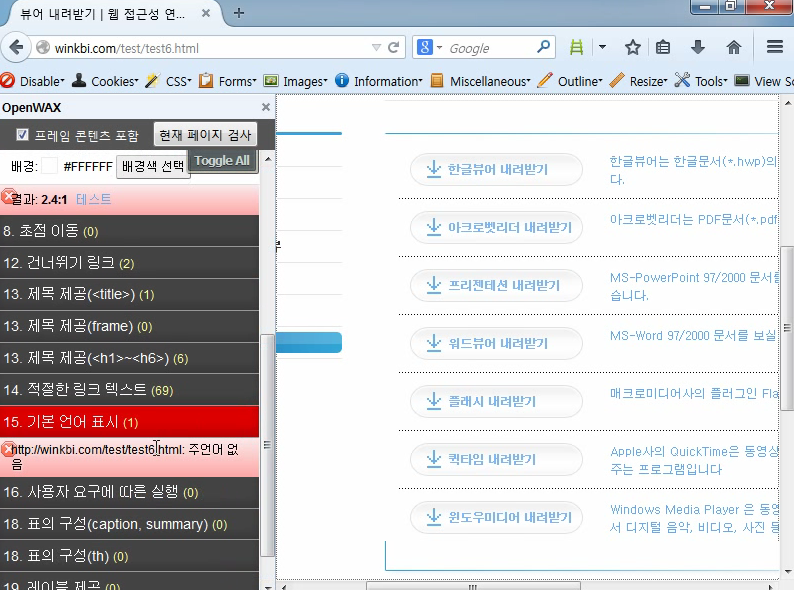 뷰어 내려받기 | 웹 접근성 연...
winkbi.com/test/test6.html
Google
Disable Cookies CSS Forms Images Information Miscellaneous Outline Resize Tools View So
OpenWAX
프레임 콘텐츠 포함 현재 페이지 검사
배경: #FFFFFF 배경색 선택
Toggle All
결과: 2.4:1 테스트
8. 초점 이동 (0)
12. 건너뛰기 링크 (2)
13. 제목 제공(<title>) (1)
13. 제목 제공(frame) (0)
13. 제목 제공(<h1>~<h6>) (6)
14. 적절한 링크 텍스트 (69)
15. 기본 언어 표시 (1)
http://winkbi.com/test/test6.html: 주언어 없
음
16. 사용자 요구에 따른 실행 (0)
18. 표의 구성(caption, summary) (0)
18. 표의 구성(th) (0)
19. 레이블 제공 (0)
한글뷰어 내려받기
한글뷰어는 한글문서(*.hwp)의
다.
아크로벳리더 내려받기
아크로벳리더는 PDF문서(*.pdf
프리젠테션 내려받기
MS-PowerPoint 97/2000 문서를
습니다.
워드뷰어 내려받기
MS-Word 97/2000 문서를 보실
플래시 내려받기
매크로미디어사의 플러그인 Fla
퀵타임 내려받기
Apple사의 QuickTime은 동영상
주는 프로그램입니다
윈도우미디어 내려받기
Windows Media Player 은 동영
서 디지털 음악, 비디오, 사진 등